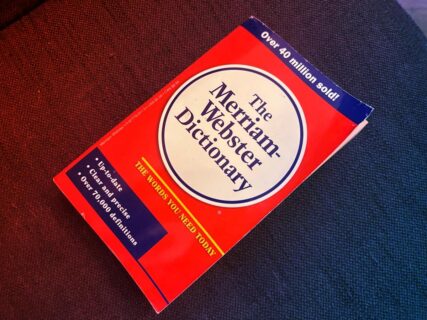 Over 40 million sold!
The
Merriam-
Webster
Dictionary
THE WORDS YOU NEED TODAY
• Up-to-date
• Clear and precise
• Over 70,000 definitions